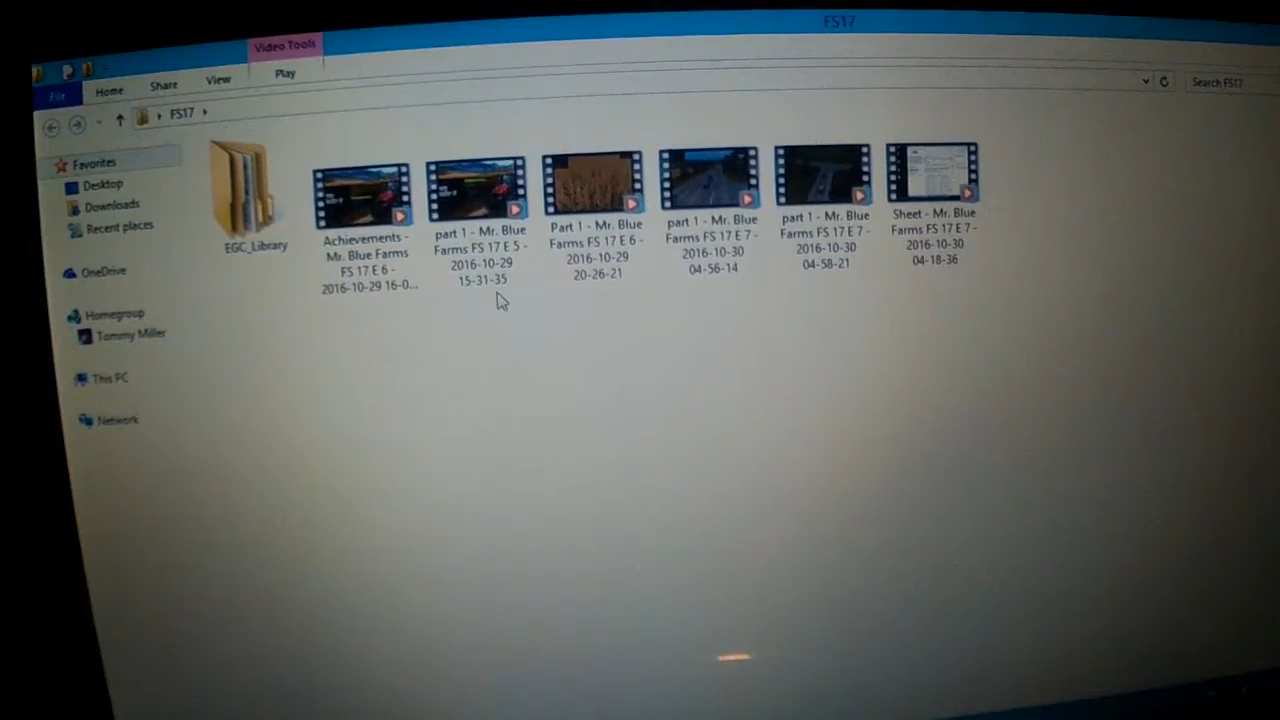 FS17
Video Tools
File
Home
Share
View
Play
FS17
Search FS17
Favorites
Desktop
Downloads
Recent places
OneDrive
Homegroup
Tommy Miller
This PC
Network
EGC_Library
Achievements -
Mr. Blue Farms
FS 17 E 6 -
2016-10-29 16-0...
part 1 - Mr. Blue
Farms FS 17 E 5 -
2016-10-29
15-31-35
Part 1 - Mr. Blue
Farms FS 17 E 6 -
2016-10-29
20-26-21
part 1 - Mr. Blue
Farms FS 17 E 7 -
2016-10-30
04-56-14
part 1 - Mr. Blue
Farms FS 17 E 7 -
2016-10-30
04-58-21
Sheet - Mr. Blue
Farms FS 17 E 7 -
2016-10-30
04-18-36